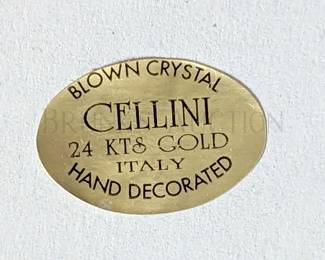 BLOWN CRYSTAL
CELLINI
24 KTS GOLD
ITALY
HAND DECORATED